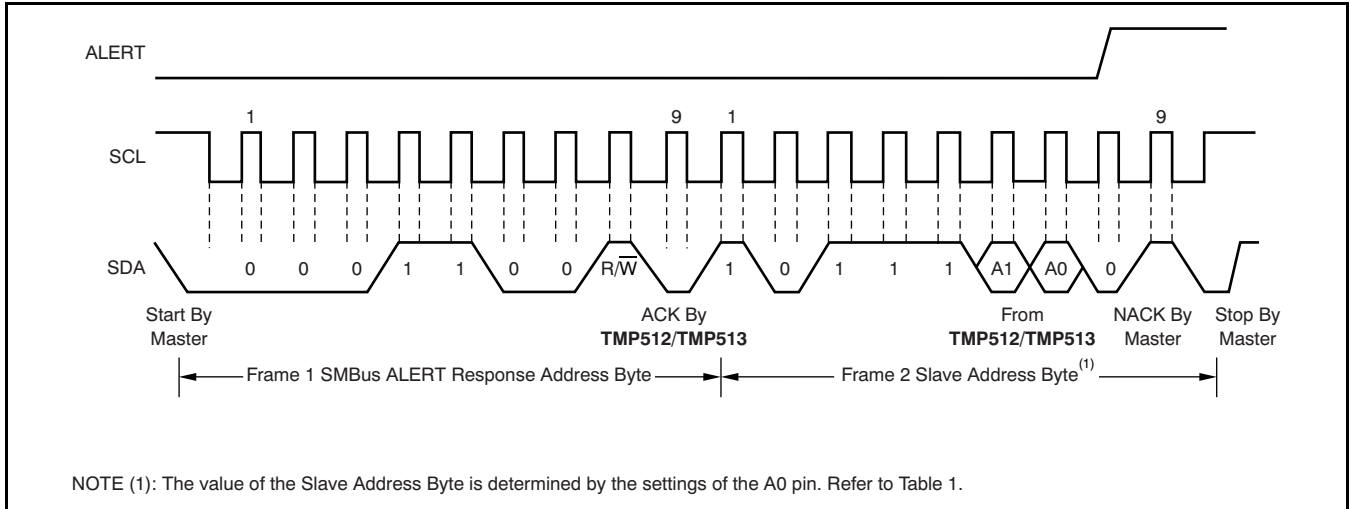 ALERT
1 9 1 9
SCL
SDA 0 0 0 1 1 0 0 R/W̅ 1 0 1 1 1 A1 A0 0
Start By Master
ACK By TMP512/TMP513
From TMP512/TMP513
NACK By Master
Stop By Master
Frame 1 SMBus ALERT Response Address Byte
Frame 2 Slave Address Byte(1)
NOTE (1): The value of the Slave Address Byte is determined by the settings of the A0 pin. Refer to Table 1.